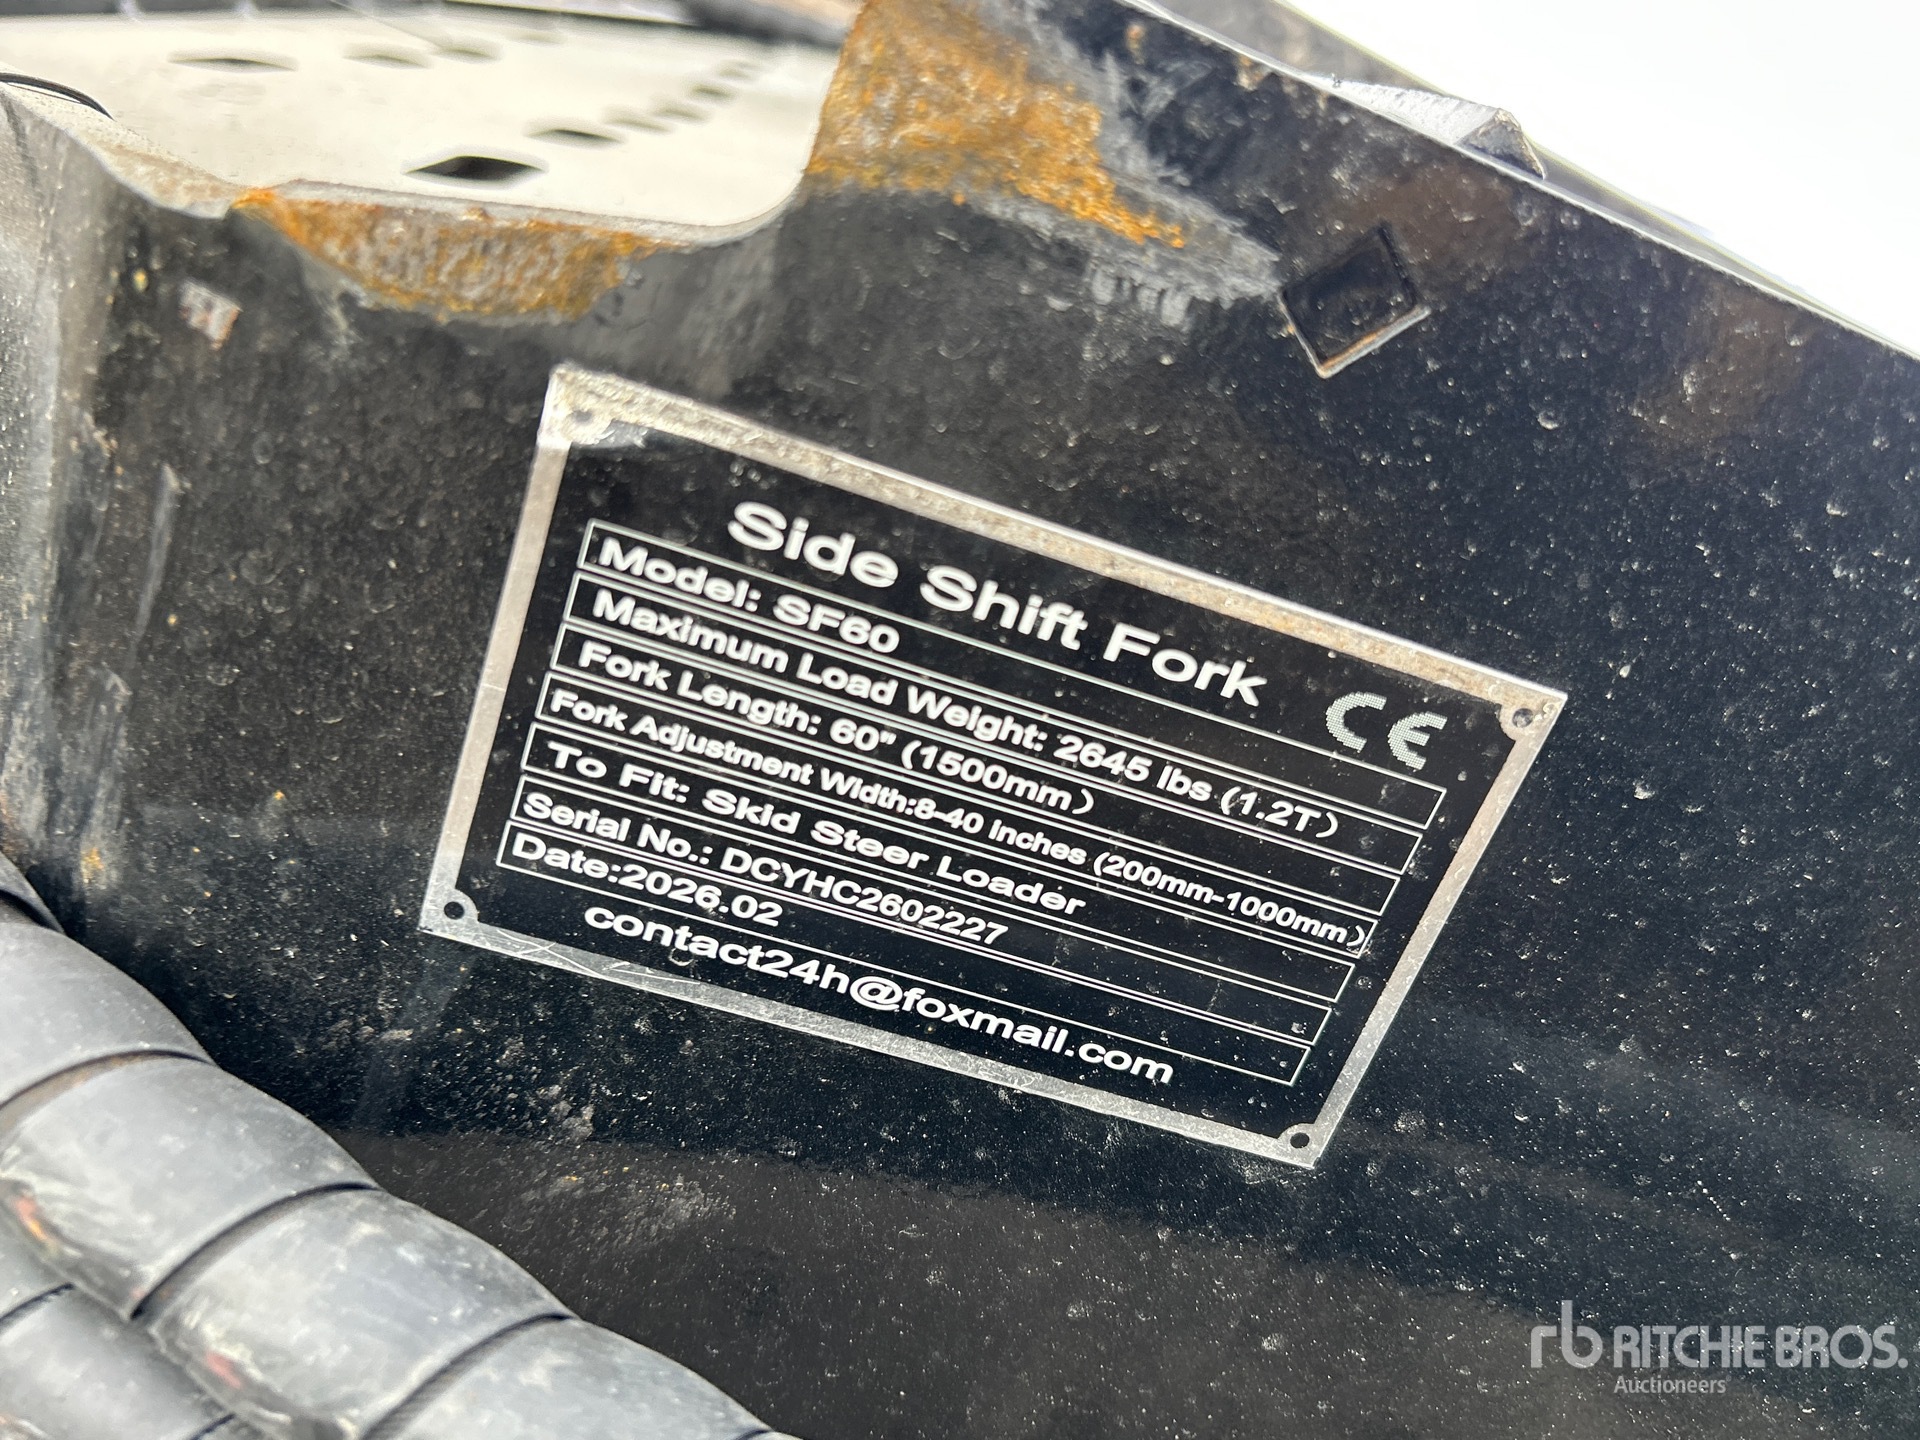 Side Shift Fork
CE
Model: SF60
Maximum Load Weight: 2645 lbs (1.2T)
Fork Length: 60" (1500mm)
Fork Adjustment Width:8-40 inches (200mm-1000mm)
To Fit: Skid Steer Loader
Serial No.: DCYHC2602227
Date:2026.02
contact24h@foxmail.com
rb RITCHIE BROS.
Auctioneers